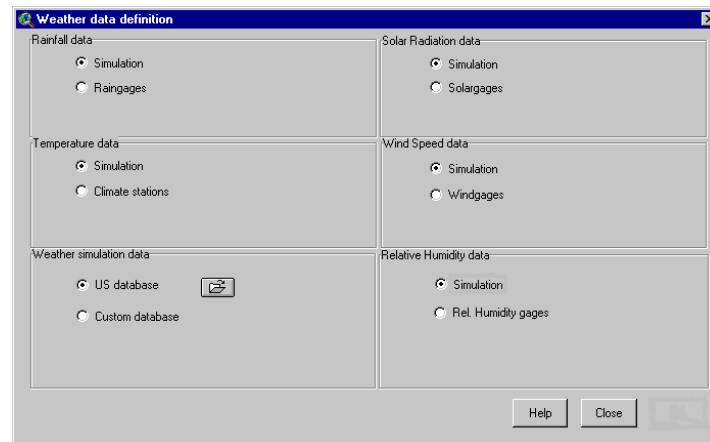 Weather data definition
Rainfall data
Simulation
Raingages
Solar Radiation data
Simulation
Solargages
Temperature data
Simulation
Climate stations
Wind Speed data
Simulation
Windgages
Weather simulation data
US database
Custom database
Relative Humidity data
Simulation
Rel. Humidity gages
Help
Close